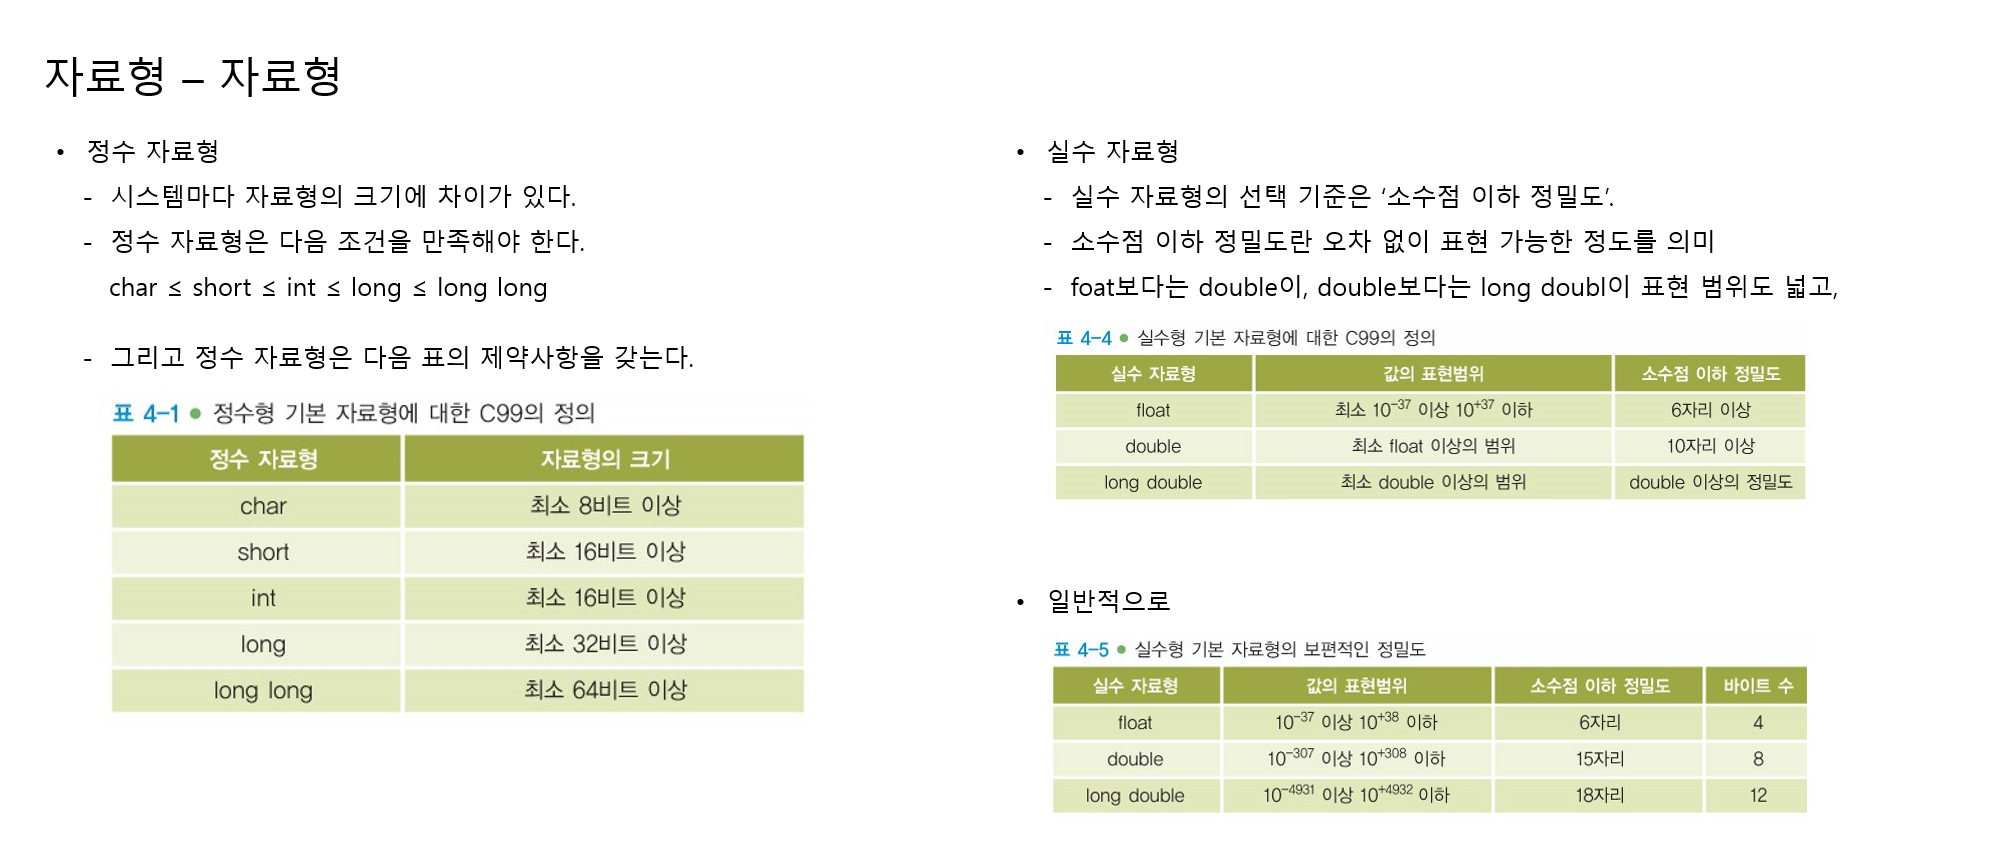 자료형 – 자료형
• 정수 자료형
- 시스템마다 자료형의 크기에 차이가 있다.
- 정수 자료형은 다음 조건을 만족해야 한다.
char ≤ short ≤ int ≤ long ≤ long long
- 그리고 정수 자료형은 다음 표의 제약사항을 갖는다.
표 4-1 ● 정수형 기본 자료형에 대한 C99의 정의
정수 자료형 자료형의 크기
char 최소 8비트 이상
short 최소 16비트 이상
int 최소 16비트 이상
long 최소 32비트 이상
long long 최소 64비트 이상
• 실수 자료형
- 실수 자료형의 선택 기준은 ‘소수점 이하 정밀도’.
- 소수점 이하 정밀도란 오차 없이 표현 가능한 정도를 의미
- foat보다는 double이, double보다는 long doubl이 표현 범위도 넓고,
표 4-4 ● 실수형 기본 자료형에 대한 C99의 정의
실수 자료형 값의 표현범위 소수점 이하 정밀도
float 최소 10⁻³⁷ 이상 10⁺³⁷ 이하 6자리 이상
double 최소 float 이상의 범위 10자리 이상
long double 최소 double 이상의 범위 double 이상의 정밀도
• 일반적으로
표 4-5 ● 실수형 기본 자료형의 보편적인 정밀도
실수 자료형 값의 표현범위 소수점 이하 정밀도 바이트 수
float 10⁻³⁷ 이상 10⁺³⁸ 이하 6자리 4
double 10⁻³⁰⁷ 이상 10⁺³⁰⁸ 이하 15자리 8
long double 10⁻⁴⁹³¹ 이상 10⁺⁴⁹³² 이하 18자리 12